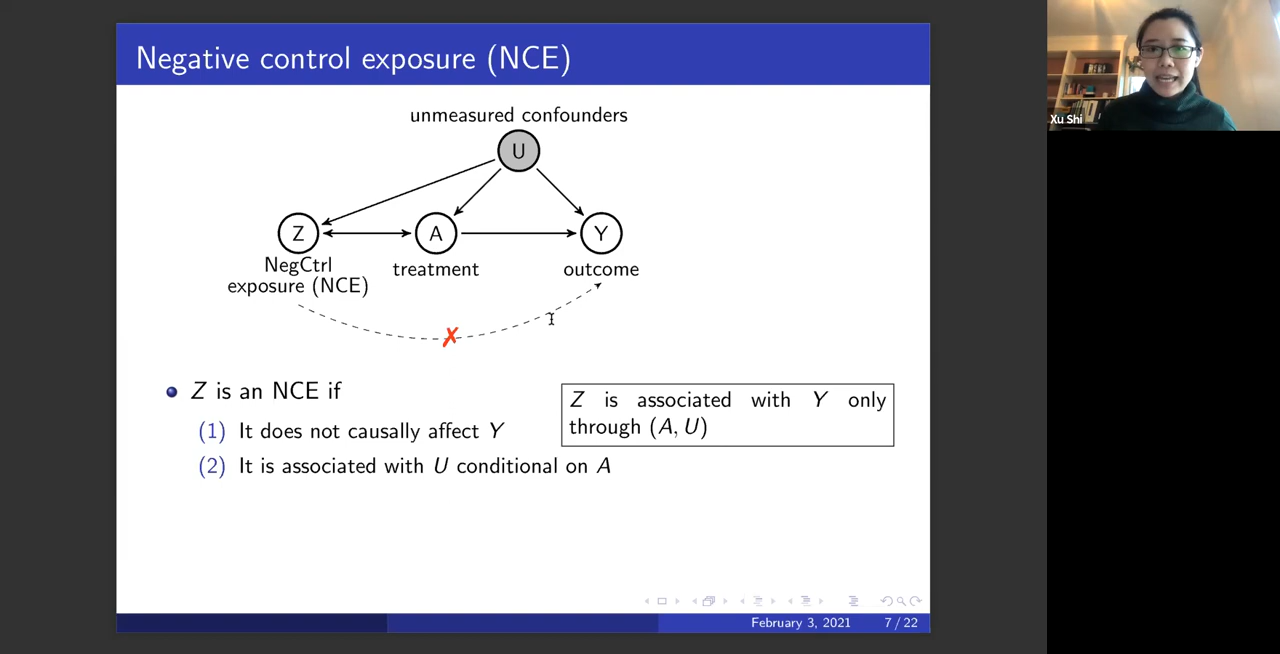 Negative control exposure (NCE)
unmeasured confounders
U
Z
A
Y
NegCtrl
exposure (NCE)
treatment
outcome
✗
Z is an NCE if
(1) It does not causally affect Y
(2) It is associated with U conditional on A
Z is associated with Y only
through (A, U)
February 3, 2021 7 / 22
Xu Shi